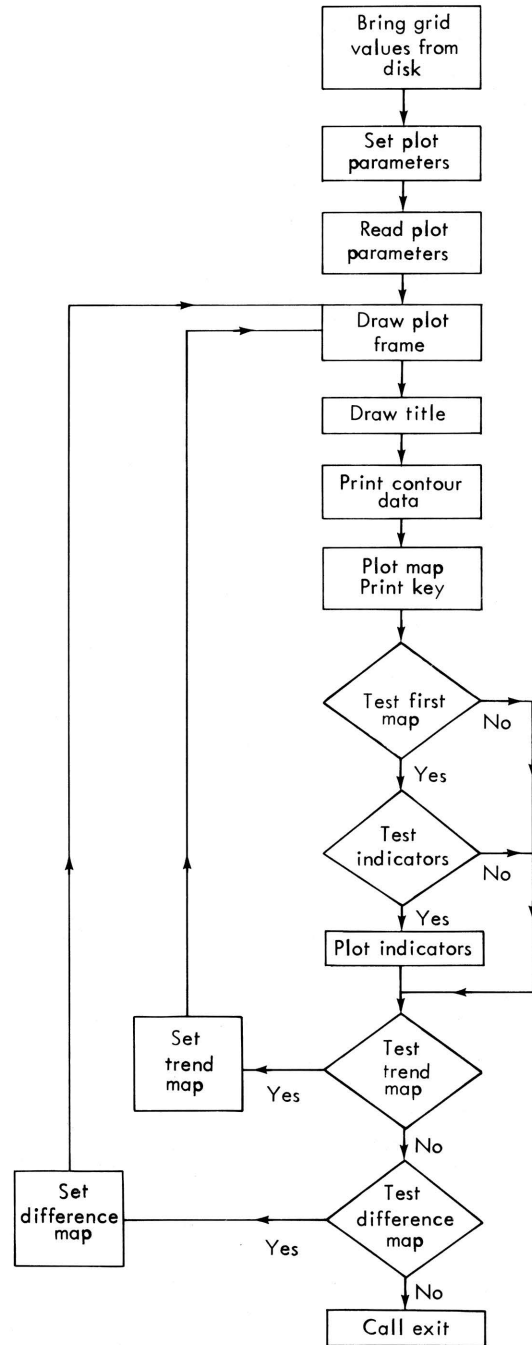 Bring grid
values from
disk
Set plot
parameters
Read plot
parameters
Draw plot
frame
Draw title
Print contour
data
Plot map
Print key
Test first
map
No
Yes
Test
indicators
No
Yes
Plot indicators
Set
trend
map
Yes
Test
trend
map
No
Set
difference
map
Yes
Test
difference
map
No
Call exit